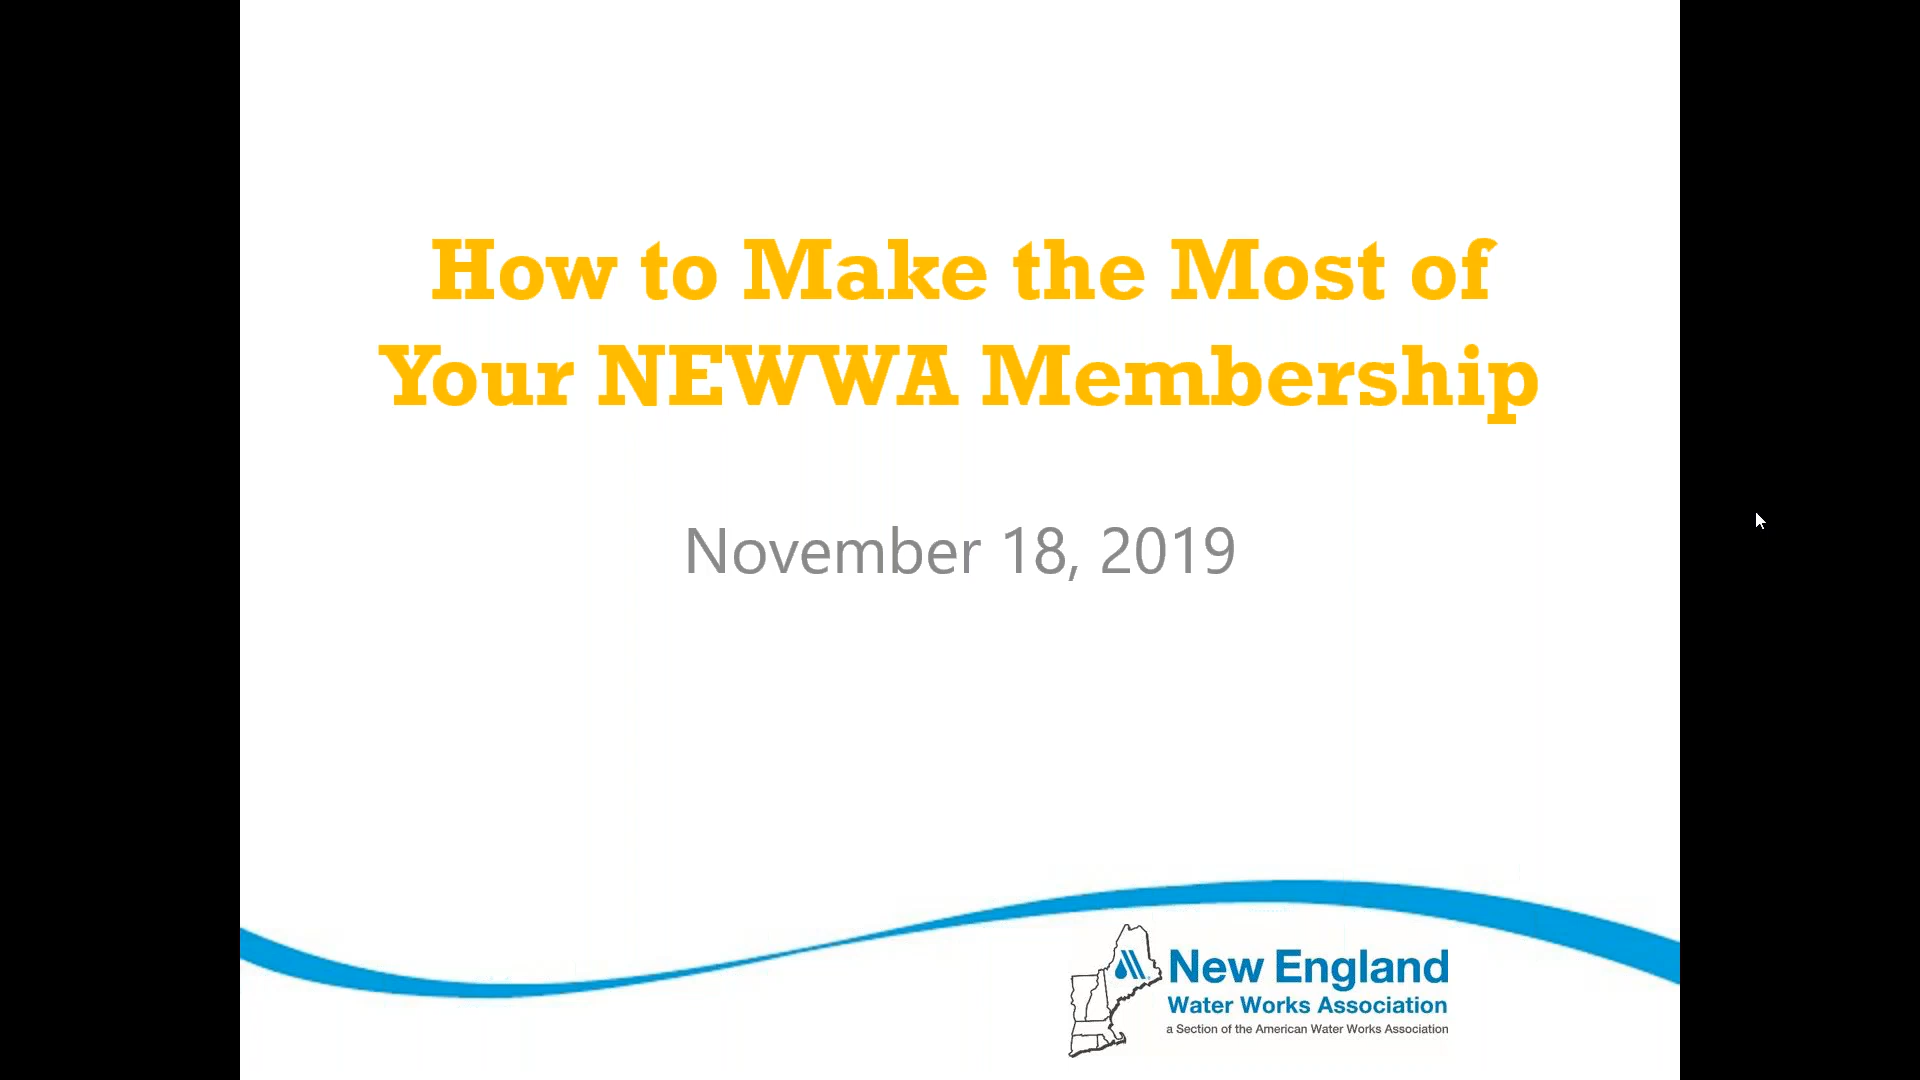 How to Make the Most of
Your NEWWA Membership
November 18, 2019
New England
Water Works Association
a Section of the American Water Works Association